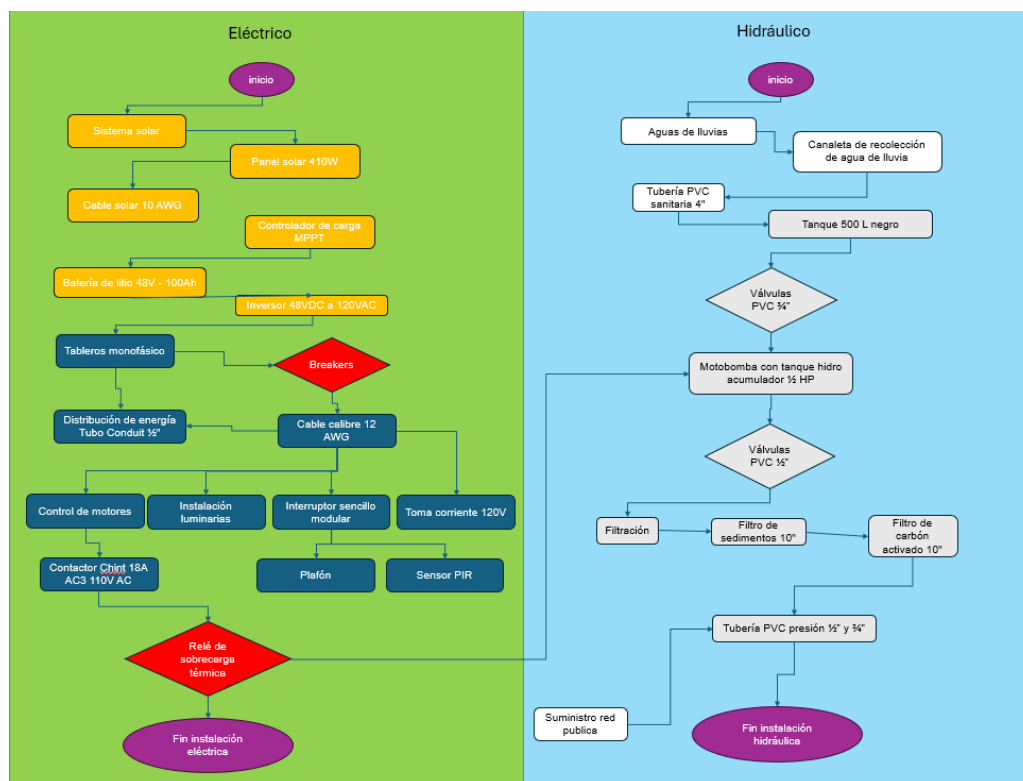 Eléctrico
inicio
Sistema solar
Panel solar 410W
Cable solar 10 AWG
Controlador de carga
MPPT
Batería de litio 48V - 100Ah
Inversor 48VDC a 120VAC
Tableros monofásico
Breakers
Distribución de energía
Tubo Conduit ½"
Cable calibre 12
AWG
Control de motores
Instalación
luminarias
Interruptor sencillo
modular
Toma corriente 120V
Contactor Chint 18A
AC3 110V AC
Plafón
Sensor PIR
Relé de
sobrecarga
térmica
Fin instalación
eléctrica
Hidráulico
inicio
Aguas de lluvias
Canaleta de recolección
de agua de lluvia
Tubería PVC
sanitaria 4"
Tanque 500 L negro
Válvulas
PVC ¾"
Motobomba con tanque hidro
acumulador ½ HP
Válvulas
PVC ½"
Filtración
Filtro de
sedimentos 10"
Filtro de
carbón
activado 10"
Tubería PVC presión ½" y ¾"
Suministro red
publica
Fin instalación
hidráulica